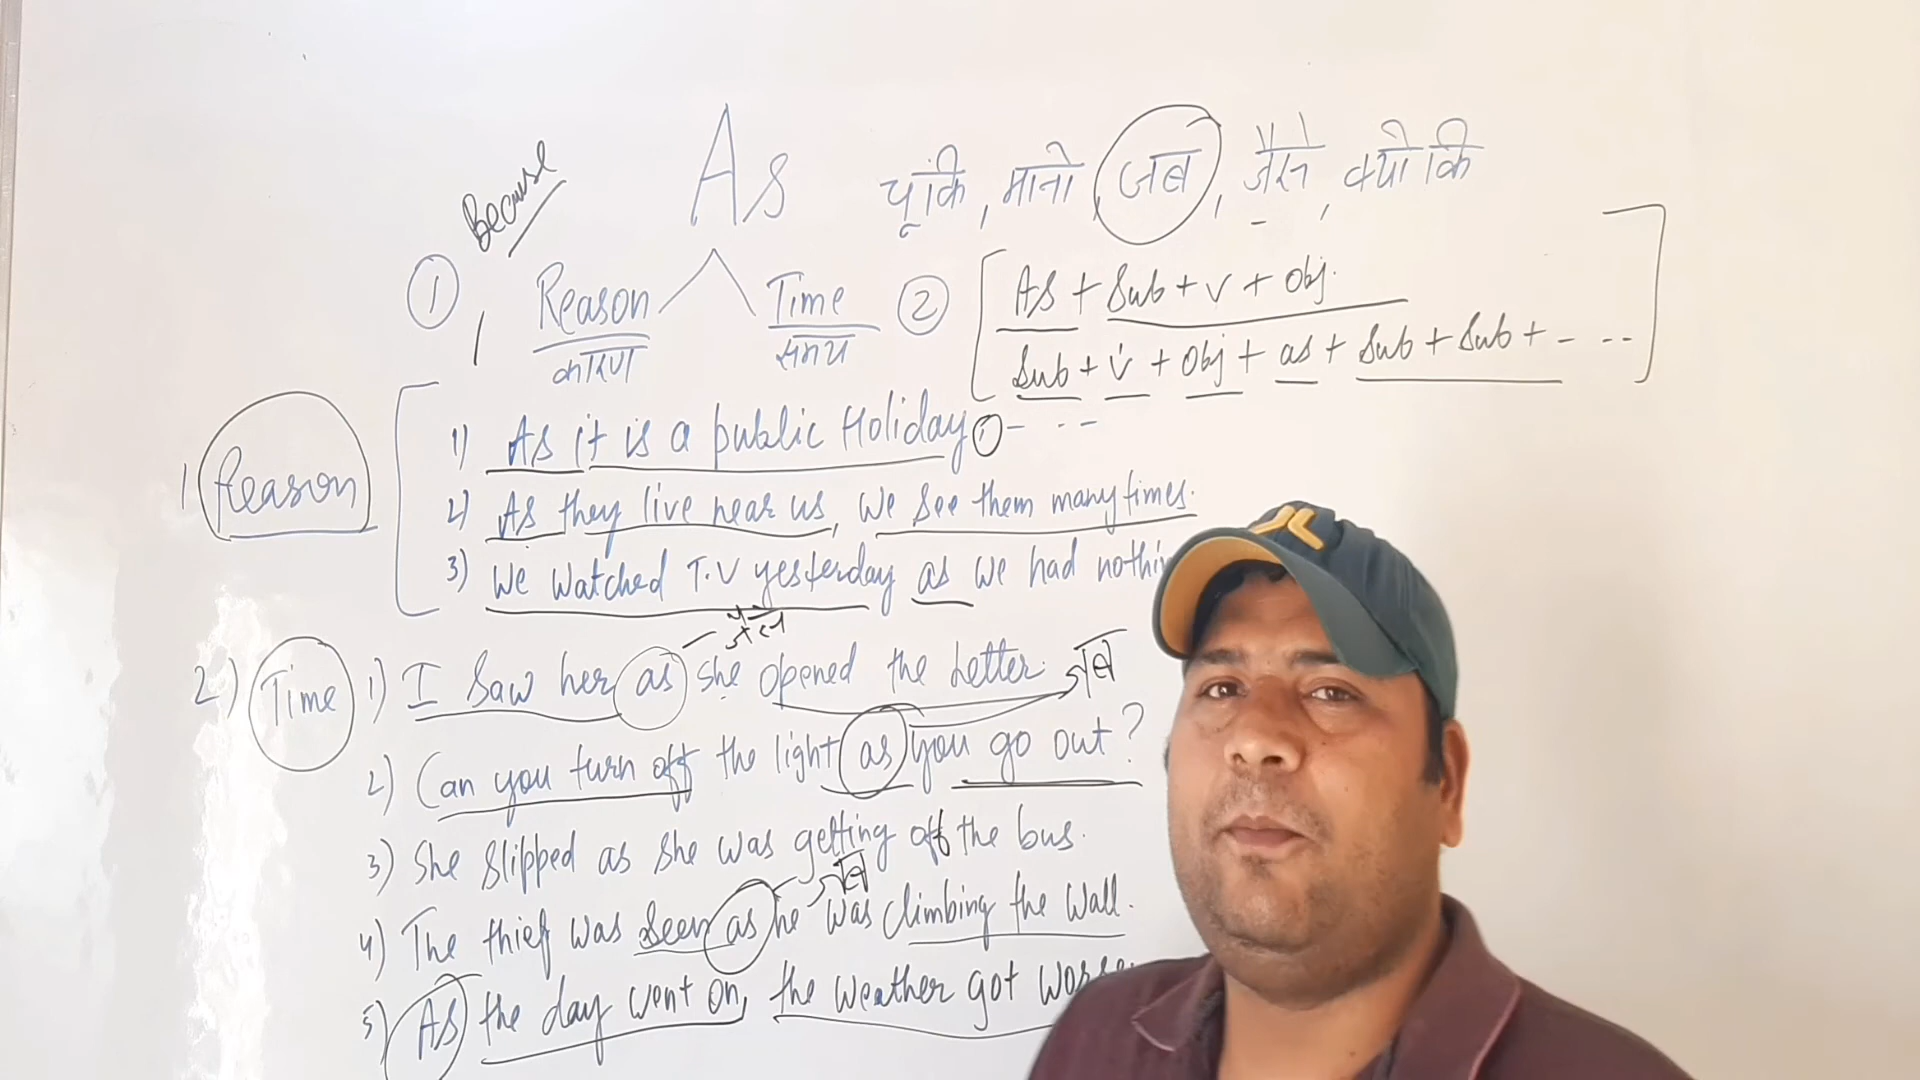 Because
As चूंकि, मानो, जब, जैसे, क्योंकि
① Reason Time ② As + Sub + v + Obj.
कारण समय Sub + v + Obj + as + Sub + Sub + - - - -
1) As it is a public Holiday - - - -
1 Reason
2) As they live near us, We see them many times.
3) We watched T.V yesterday as we had nothi
2) Time 1) I saw her as she opened the letter. जब
2) Can you turn off the light as you go out?
3) She slipped as she was getting off the bus.
जब
4) The thief was seen as he was climbing the wall.
5) As the day went on, the weather got worse.